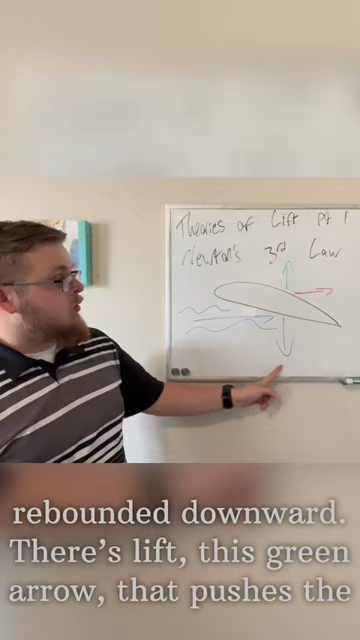 Theories of Lift Pt 1
Newton's 3rd Law
rebounded downward.
There's lift, this green
arrow, that pushes the